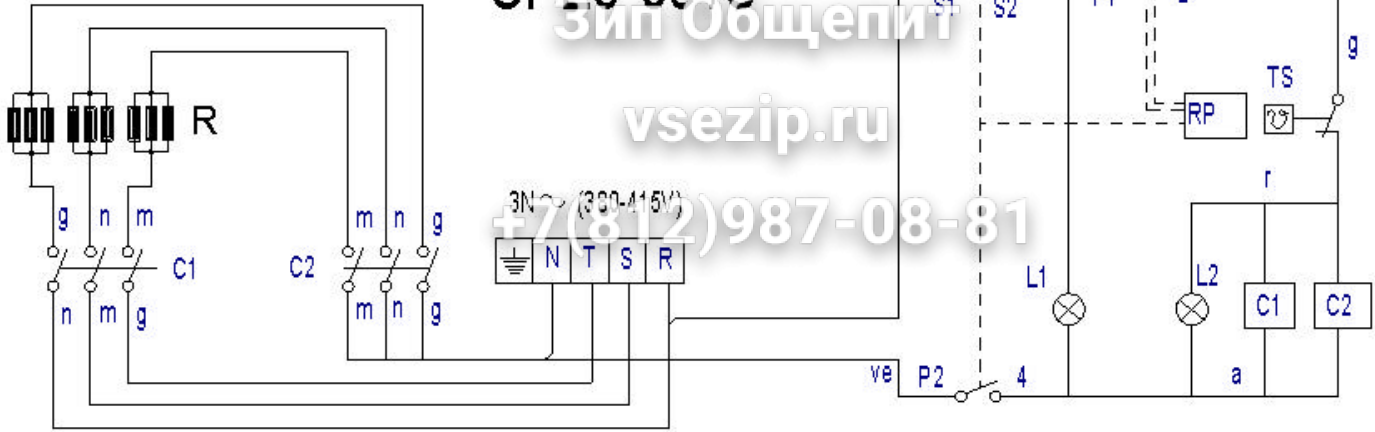 Зип Общепит
S2
g
TS
vsezip.ru
R
RP
r
3N (380-415V)
+7(812)987-08-81
g n m
m n g
C1
C2
N T S R
L1
L2
C1
C2
n m g
m n g
ve
P2
4
a